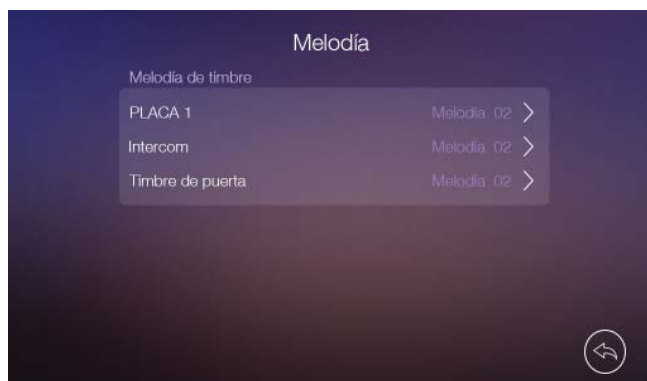 Melodía
Melodía de timbre
PLACA 1 Melodía 02
Intercom Melodía 02
Timbre de puerta Melodía 02